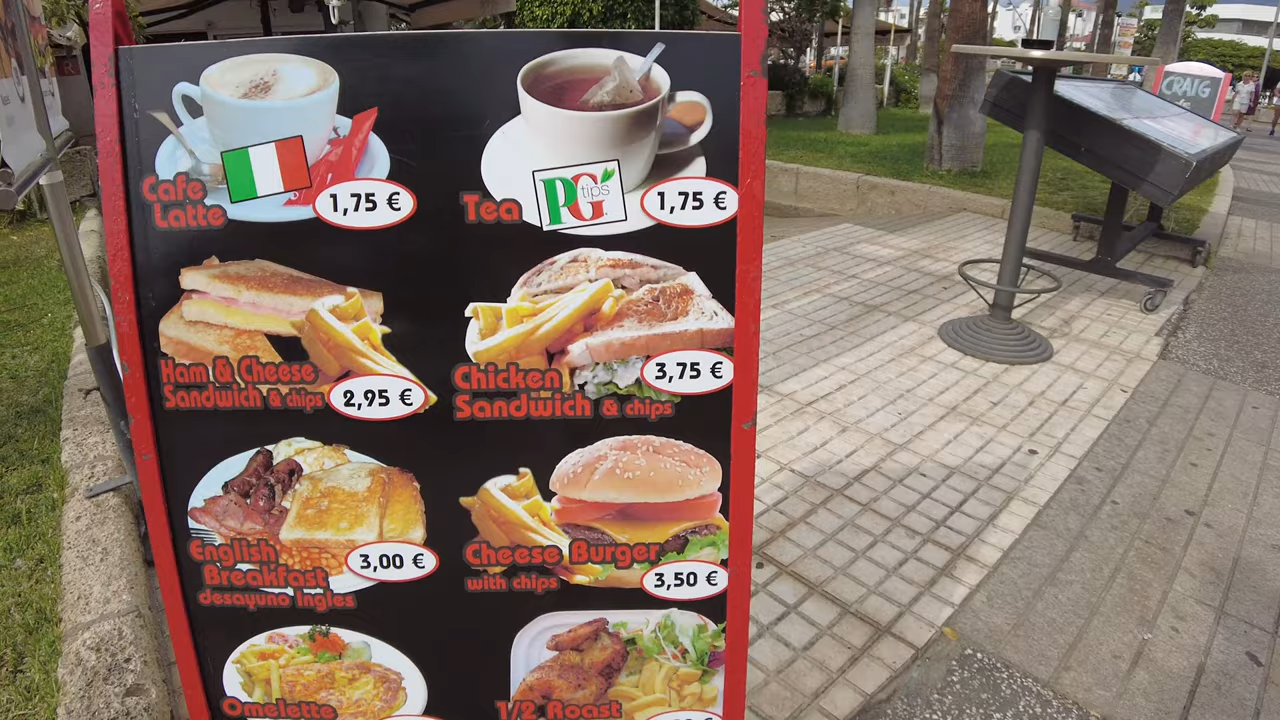 CRAIG
Cafe
Latte
1,75 €
Tea
PG tips
1,75 €
Ham & Cheese
Sandwich & chips
2,95 €
Chicken
Sandwich & chips
3,75 €
English
Breakfast
desayuno Ingles
3,00 €
Cheese Burger
with chips
3,50 €
Omelette
1/2 Roast